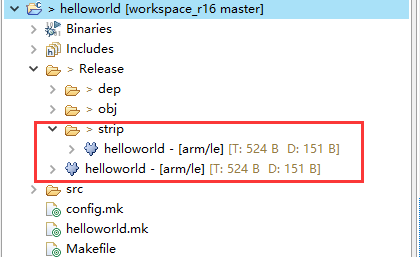 > helloworld [workspace_r16 master]
Binaries
Includes
> Release
> dep
> obj
> strip
helloworld - [arm/le] [T: 524 B D: 151 B]
helloworld - [arm/le] [T: 524 B D: 151 B]
src
config.mk
helloworld.mk
Makefile